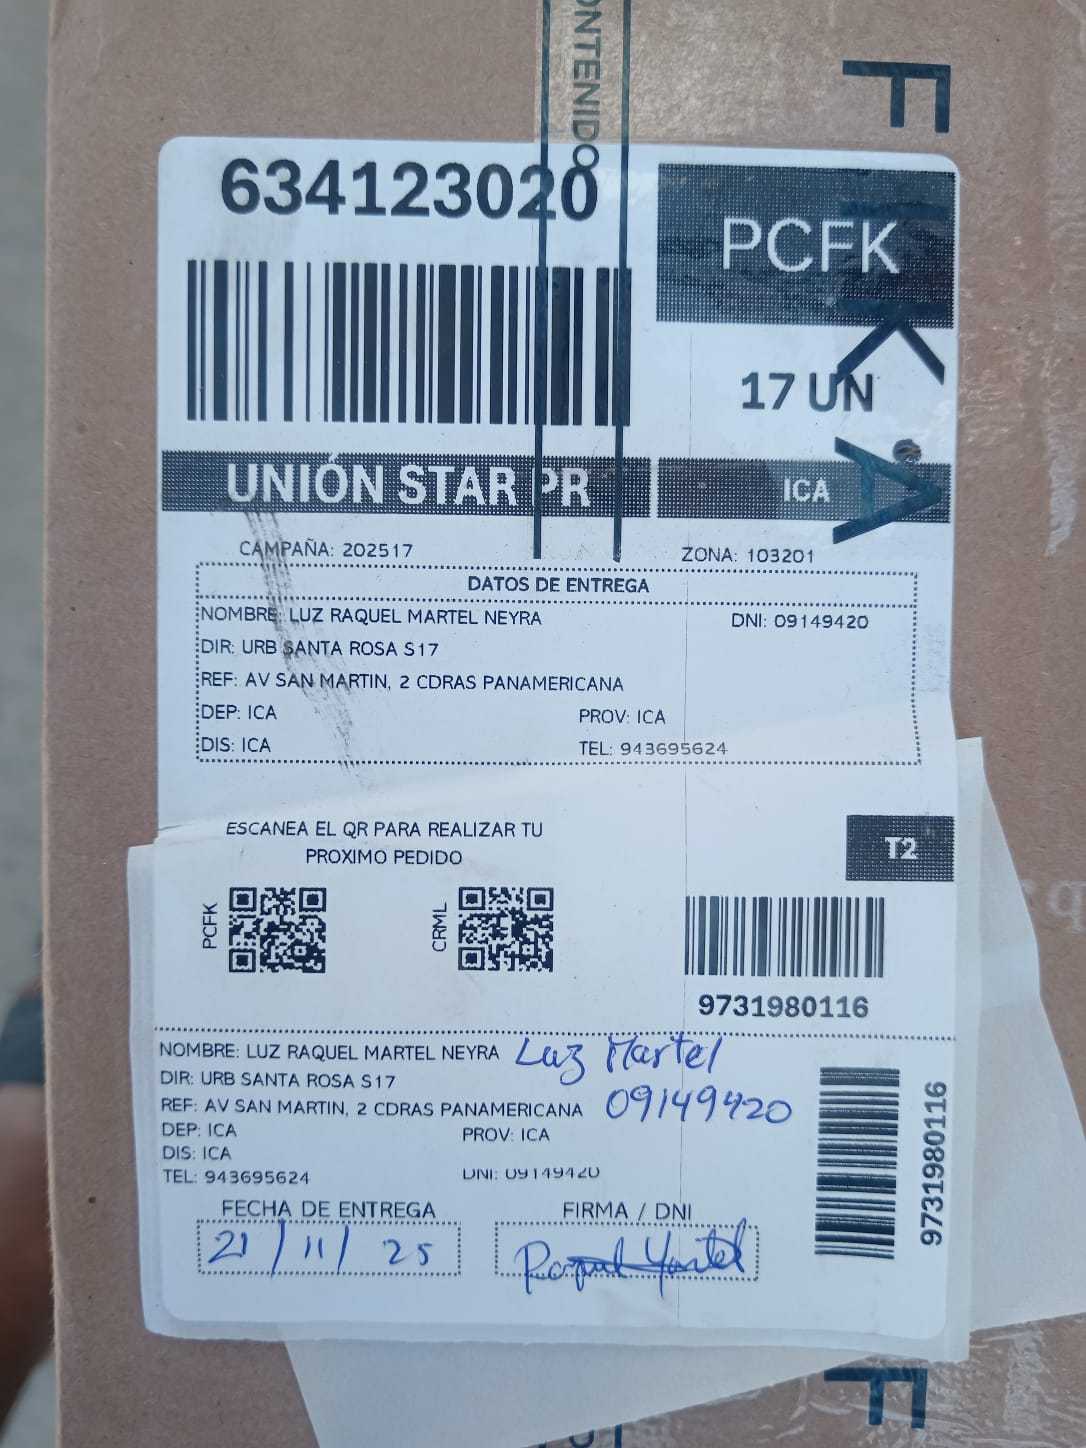 CONTENIDO
F
634123020
PCFK
K
17 UN
A
UNIÓN STAR PR
ICA
CAMPAÑA: 202517
ZONA: 103201
DATOS DE ENTREGA
NOMBRE: LUZ RAQUEL MARTEL NEYRA DNI: 09149420
DIR: URB SANTA ROSA S17
REF: AV SAN MARTIN, 2 CDRAS PANAMERICANA
DEP: ICA PROV: ICA
DIS: ICA TEL: 943695624
ESCANEA EL QR PARA REALIZAR TU
PROXIMO PEDIDO
T2
PCFK
CRML
9731980116
NOMBRE: LUZ RAQUEL MARTEL NEYRA Luz Martel
DIR: URB SANTA ROSA S17
REF: AV SAN MARTIN, 2 CDRAS PANAMERICANA 09149420
DEP: ICA PROV: ICA
DIS: ICA
TEL: 943695624 DNI: 09149420
9731980116
FECHA DE ENTREGA FIRMA / DNI
21/11/25 Raquel Martel
F